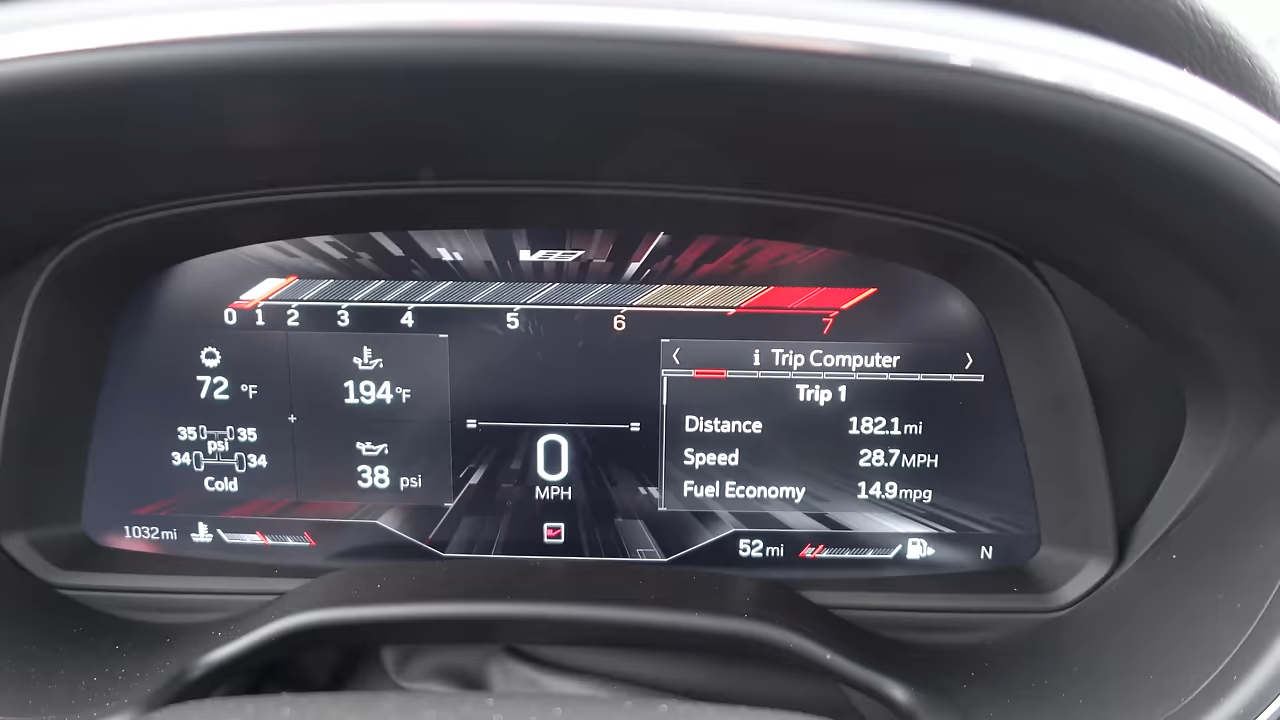 0 1 2 3 4 5 6 7
72 °F
194°F
35 35
psi
34 34
Cold
38 psi
1032 mi
0
MPH
i Trip Computer
Trip 1
Distance 182.1 mi
Speed 28.7 MPH
Fuel Economy 14.9 mpg
52 mi
N